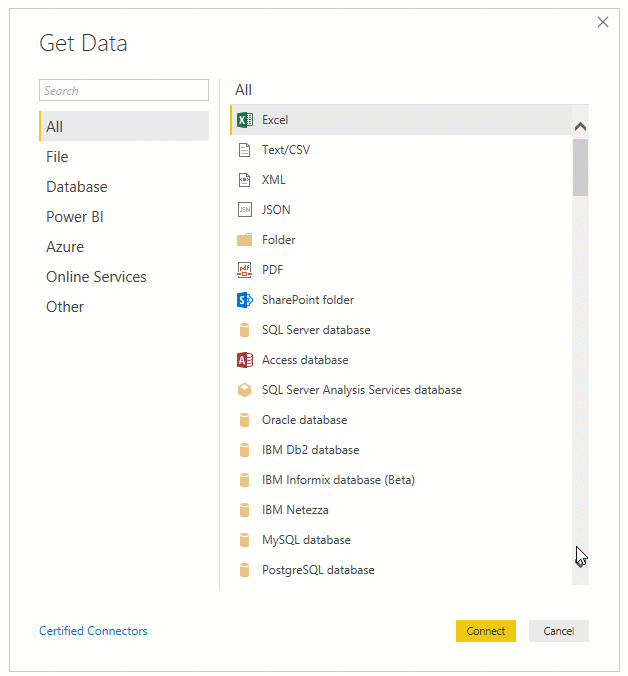 Get Data
Search
All
File
Database
Power BI
Azure
Online Services
Other
All
Excel
Text/CSV
XML
JSON
Folder
PDF
SharePoint folder
SQL Server database
Access database
SQL Server Analysis Services database
Oracle database
IBM Db2 database
IBM Informix database (Beta)
IBM Netezza
MySQL database
PostgreSQL database
Certified Connectors
Connect
Cancel